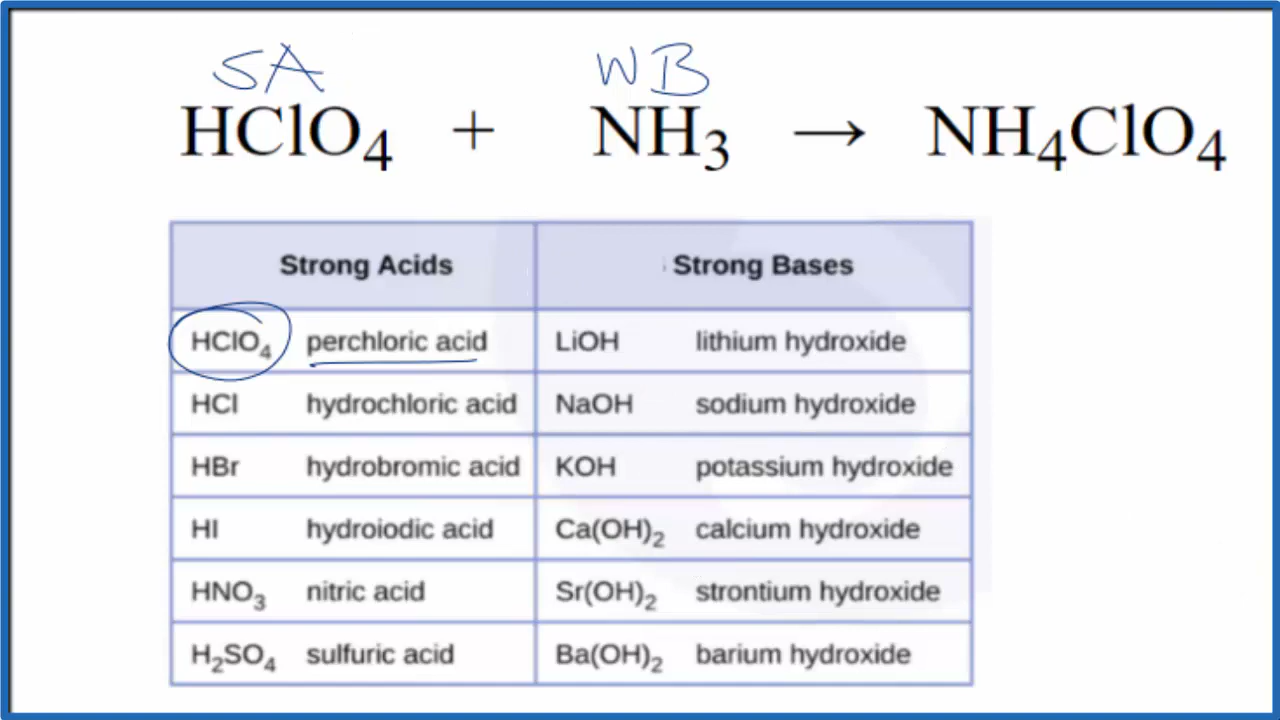 SA WB
HClO₄ + NH₃ → NH₄ClO₄
Strong Acids Strong Bases
HClO₄ perchloric acid LiOH lithium hydroxide
HCl hydrochloric acid NaOH sodium hydroxide
HBr hydrobromic acid KOH potassium hydroxide
HI hydroiodic acid Ca(OH)₂ calcium hydroxide
HNO₃ nitric acid Sr(OH)₂ strontium hydroxide
H₂SO₄ sulfuric acid Ba(OH)₂ barium hydroxide